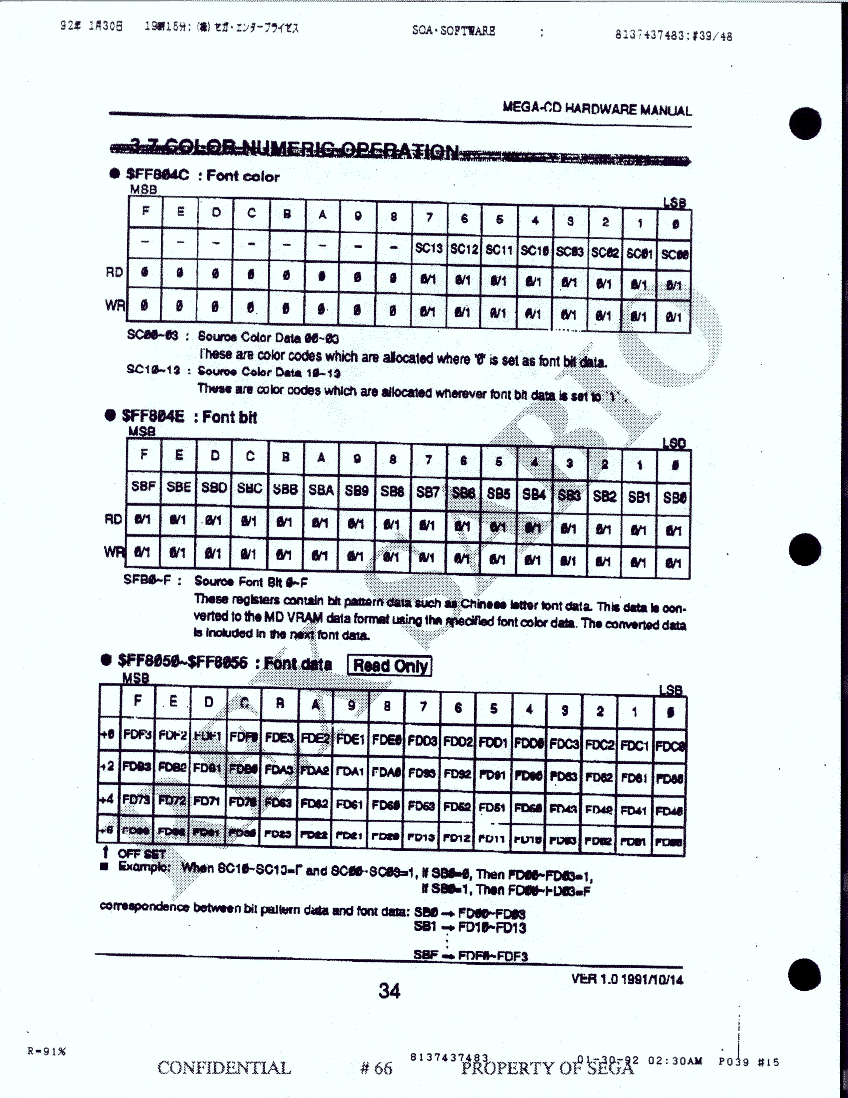 92年 1月30日 19時15分: (株) セガ・エンタープライゼス SOA・SOFTWARE : 8137437483:#39/48
MEGA-CD HARDWARE MANUAL
3.7 COLOR NUMERIC OPERATION
● $FF804C : Font color
MSB LSB
F E D C B A 9 8 7 6 5 4 3 2 1 0
– – – – – – – – SC13 SC12 SC11 SC10 SC03 SC02 SC01 SC00
RD 0 0 0 0 0 0 0 0 0/1 0/1 0/1 0/1 0/1 0/1 0/1 0/1
WR 0 0 0 0 0 0 0 0 0/1 0/1 0/1 0/1 0/1 0/1 0/1 0/1
SC00~03 : Source Color Data 00~03
These are color codes which are allocated where '0' is set as font bit data.
SC10~13 : Source Color Data 10~13
These are color codes which are allocated wherever font bit data is set to '1'.
● $FF804E : Font bit
MSB LSB
F E D C B A 9 8 7 6 5 4 3 2 1 0
SBF SBE SBD SBC SBB SBA SB9 SB8 SB7 SB6 SB5 SB4 SB3 SB2 SB1 SB0
RD 0/1 0/1 0/1 0/1 0/1 0/1 0/1 0/1 0/1 0/1 0/1 0/1 0/1 0/1 0/1 0/1
WR 0/1 0/1 0/1 0/1 0/1 0/1 0/1 0/1 0/1 0/1 0/1 0/1 0/1 0/1 0/1 0/1
SFB0~F : Source Font Bit 0~F
These registers contain bit pattern data such as Chinese letter font data. This data is con-
verted to the MD VRAM data format using the specified font color data. The converted data
is included in the next font data.
● $FF8050~$FF8056 : Font data Read Only
MSB LSB
F E D C B A 9 8 7 6 5 4 3 2 1 0
+0 FDF3 FDF2 FDF1 FDF0 FDE3 FDE2 FDE1 FDE0 FDD3 FDD2 FDD1 FDD0 FDC3 FDC2 FDC1 FDC0
+2 FDB3 FDB2 FDB1 FDB0 FDA3 FDA2 FDA1 FDA0 FD93 FD92 FD91 FD90 FD83 FD82 FD81 FD80
+4 FD73 FD72 FD71 FD70 FD63 FD62 FD61 FD60 FD53 FD52 FD51 FD50 FD43 FD42 FD41 FD40
+6 FD33 FD32 FD31 FD30 FD23 FD22 FD21 FD20 FD13 FD12 FD11 FD10 FD03 FD02 FD01 FD00
↑ OFF SET
■ Example: When SC10~SC13=F and SC00~SC03=1, If SB0=0, Then FD00~FD03=1,
If SB0=1, Then FD00~FD03=F
correspondence between bit pattern data and font data: SB0 → FD00~FD03
SB1 → FD10~FD13
:
SBF → FDF0~FDF3
VER 1.0 1991/10/14
34
R=91%
8137437483 01-30-92 02:30AM P039 #15
CONFIDENTIAL #66 PROPERTY OF SEGA